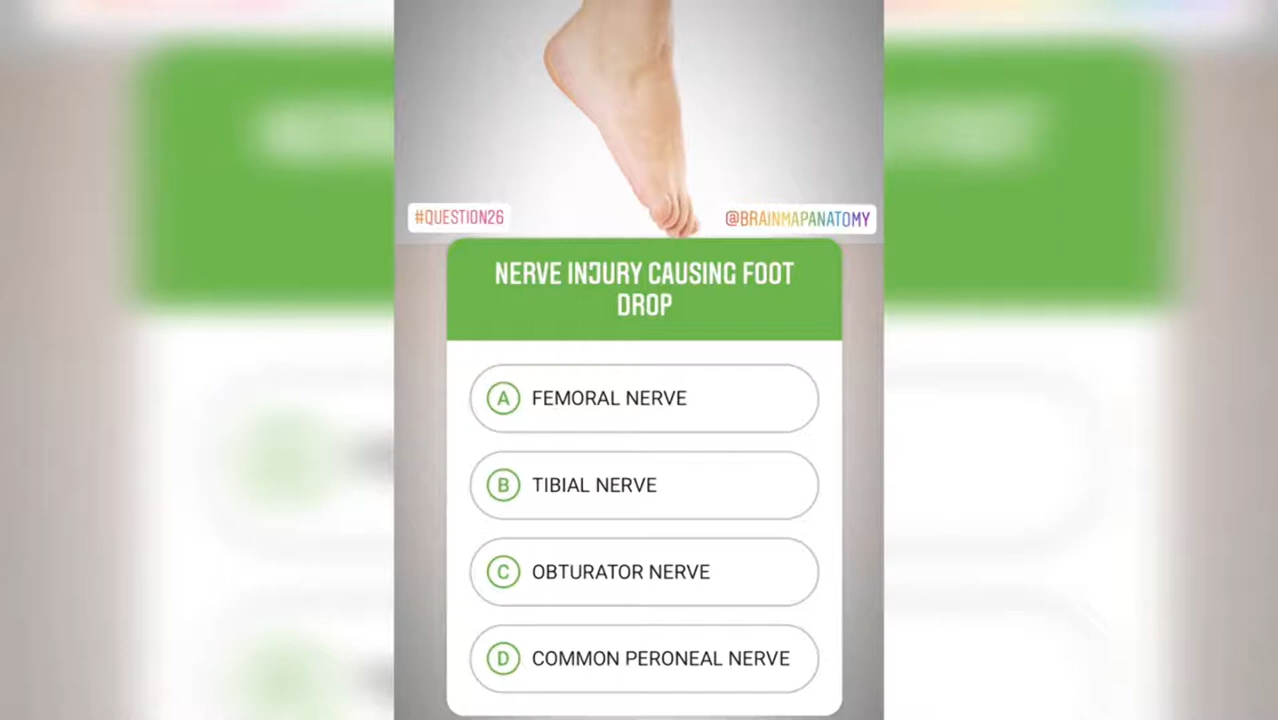 #QUESTION26
@BRAINMAPANATOMY
NERVE INJURY CAUSING FOOT
DROP
A FEMORAL NERVE
B TIBIAL NERVE
C OBTURATOR NERVE
D COMMON PERONEAL NERVE